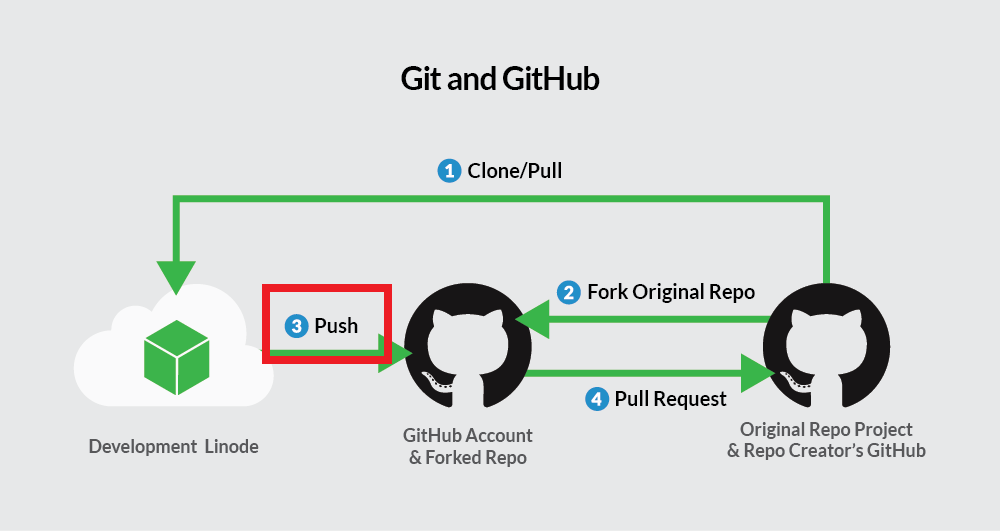 Git and GitHub
1 Clone/Pull
2 Fork Original Repo
3 Push
4 Pull Request
Development Linode
GitHub Account
& Forked Repo
Original Repo Project
& Repo Creator's GitHub